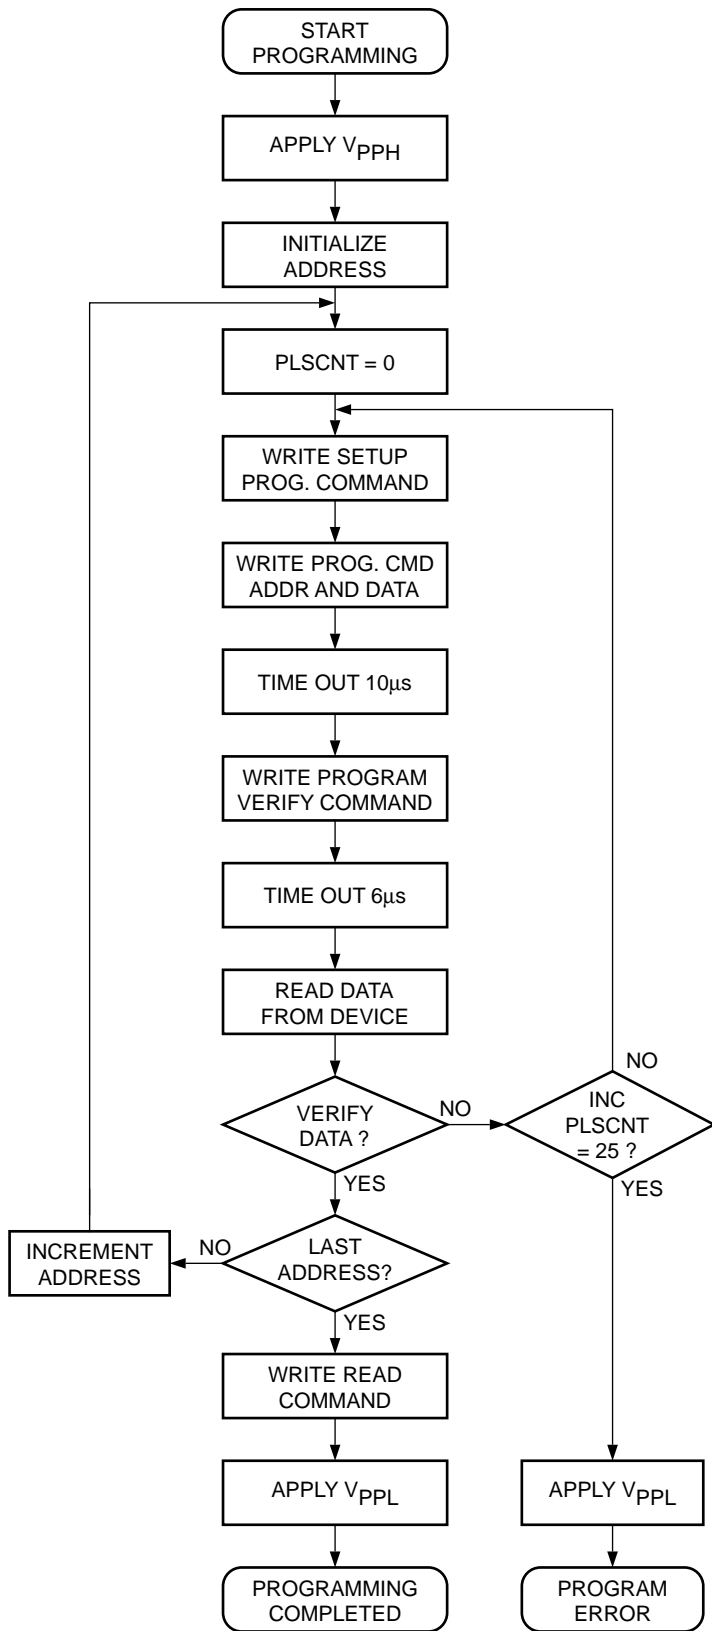 START
PROGRAMMING
APPLY VPPH
INITIALIZE
ADDRESS
PLSCNT = 0
WRITE SETUP
PROG. COMMAND
WRITE PROG. CMD
ADDR AND DATA
TIME OUT 10µs
WRITE PROGRAM
VERIFY COMMAND
TIME OUT 6µs
READ DATA
FROM DEVICE
VERIFY
DATA ?
NO
YES
INC
PLSCNT
= 25 ?
NO
YES
LAST
ADDRESS?
NO
YES
INCREMENT
ADDRESS
WRITE READ
COMMAND
APPLY VPPL
APPLY VPPL
PROGRAMMING
COMPLETED
PROGRAM
ERROR